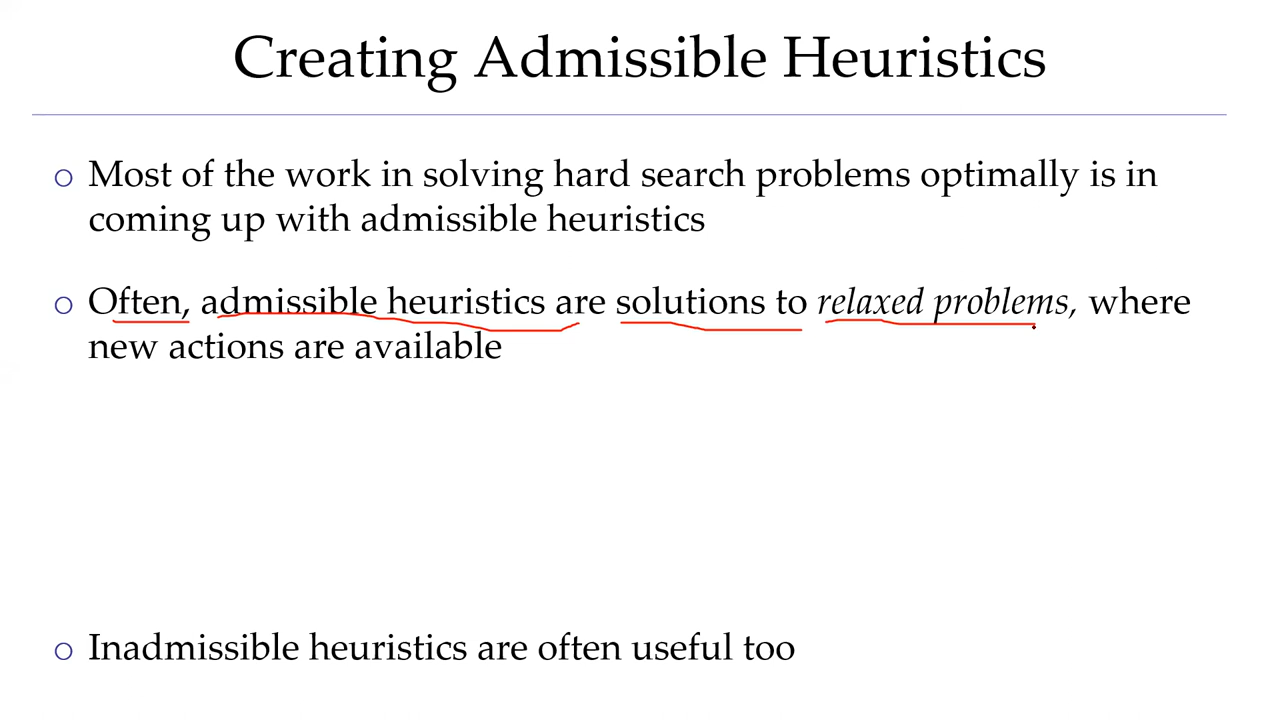 Creating Admissible Heuristics
Most of the work in solving hard search problems optimally is in
coming up with admissible heuristics
Often, admissible heuristics are solutions to relaxed problems, where
new actions are available
Inadmissible heuristics are often useful too